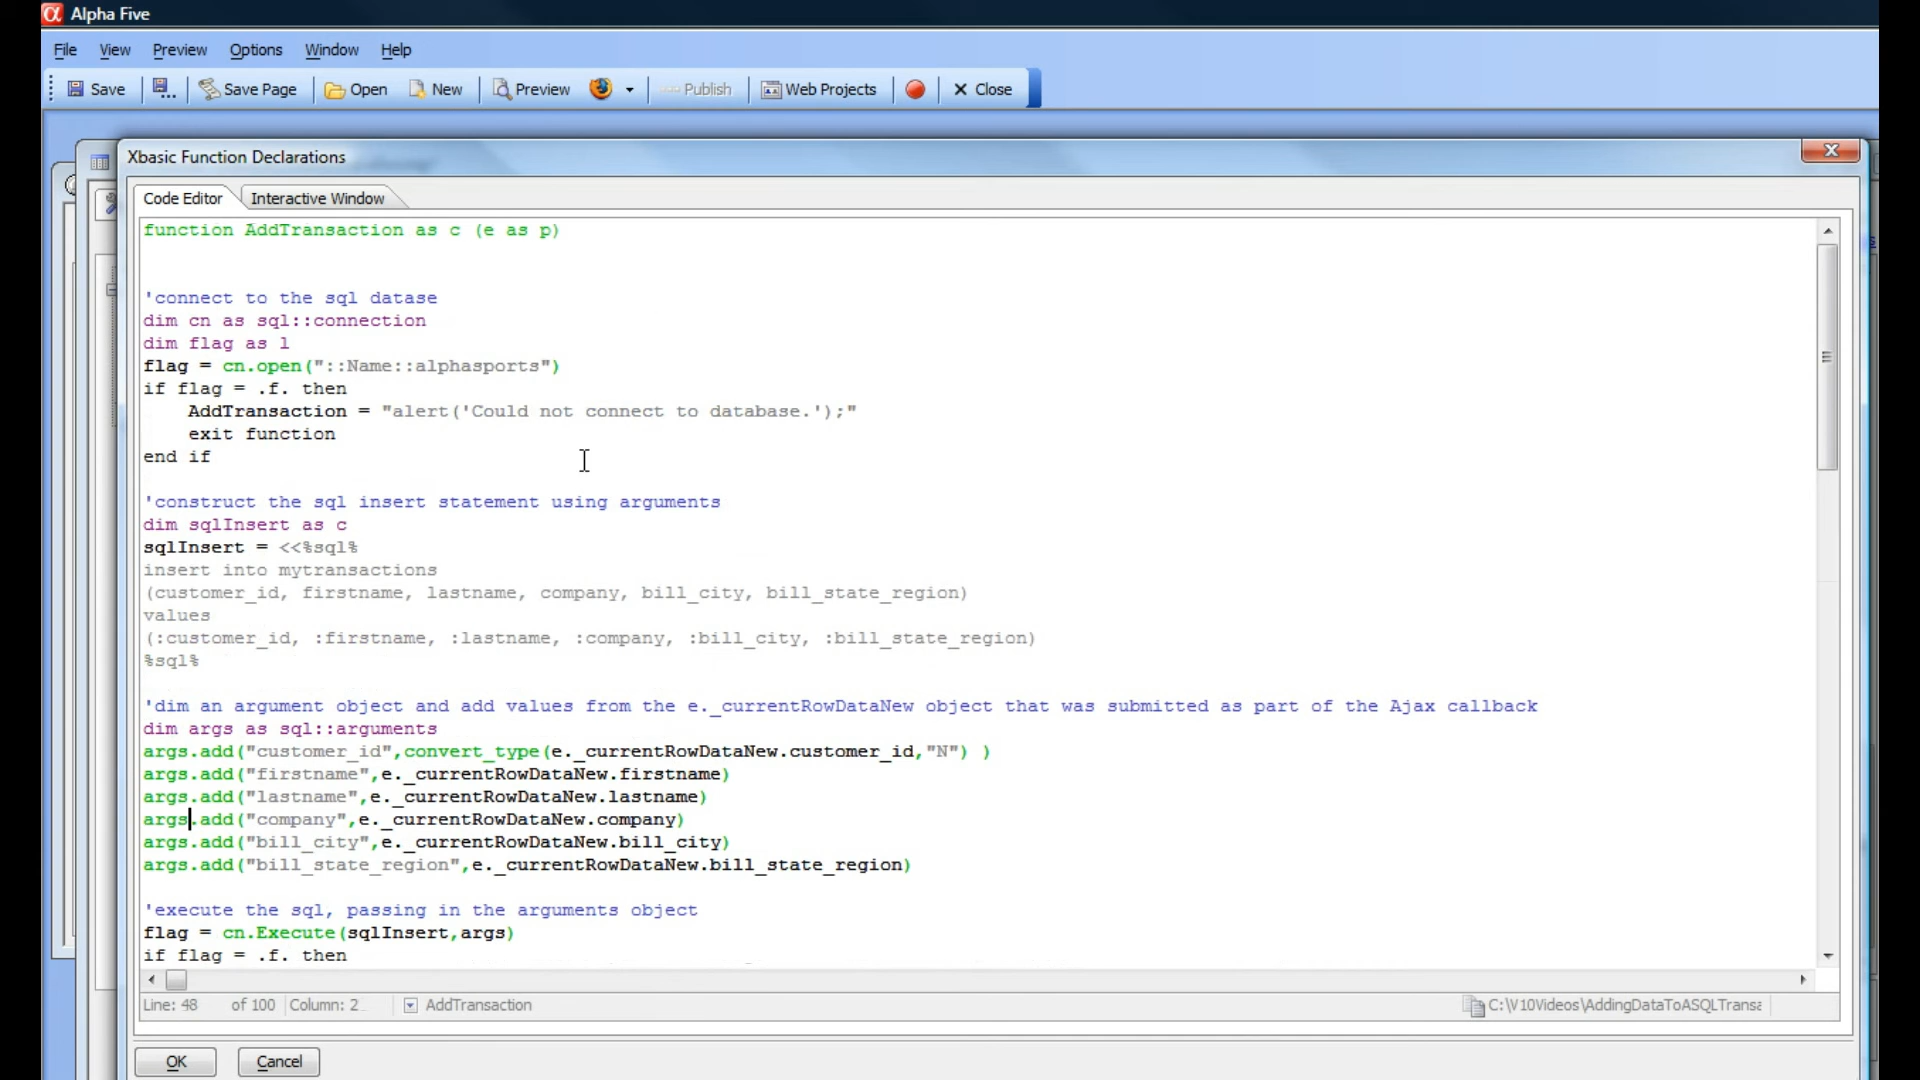 Alpha Five
File View Preview Options Window Help
Save Save Page Open New Preview Publish Web Projects Close
Xbasic Function Declarations
Code Editor Interactive Window
function AddTransaction as c (e as p)
'connect to the sql datase
dim cn as sql::connection
dim flag as l
flag = cn.open("::Name::alphasports")
if flag = .f. then
AddTransaction = "alert('Could not connect to database.');"
exit function
end if
'construct the sql insert statement using arguments
dim sqlInsert as c
sqlInsert = <<%sql%
insert into mytransactions
(customer_id, firstname, lastname, company, bill_city, bill_state_region)
values
(:customer_id, :firstname, :lastname, :company, :bill_city, :bill_state_region)
%sql%
'dim an argument object and add values from the e._currentRowDataNew object that was submitted as part of the Ajax callback
dim args as sql::arguments
args.add("customer_id",convert_type(e._currentRowDataNew.customer_id,"N") )
args.add("firstname",e._currentRowDataNew.firstname)
args.add("lastname",e._currentRowDataNew.lastname)
args.add("company",e._currentRowDataNew.company)
args.add("bill_city",e._currentRowDataNew.bill_city)
args.add("bill_state_region",e._currentRowDataNew.bill_state_region)
'execute the sql, passing in the arguments object
flag = cn.Execute(sqlInsert,args)
if flag = .f. then
Line: 48 of 100 Column: 2 AddTransaction C:\V10Videos\AddingDataToASQLTransa
OK Cancel